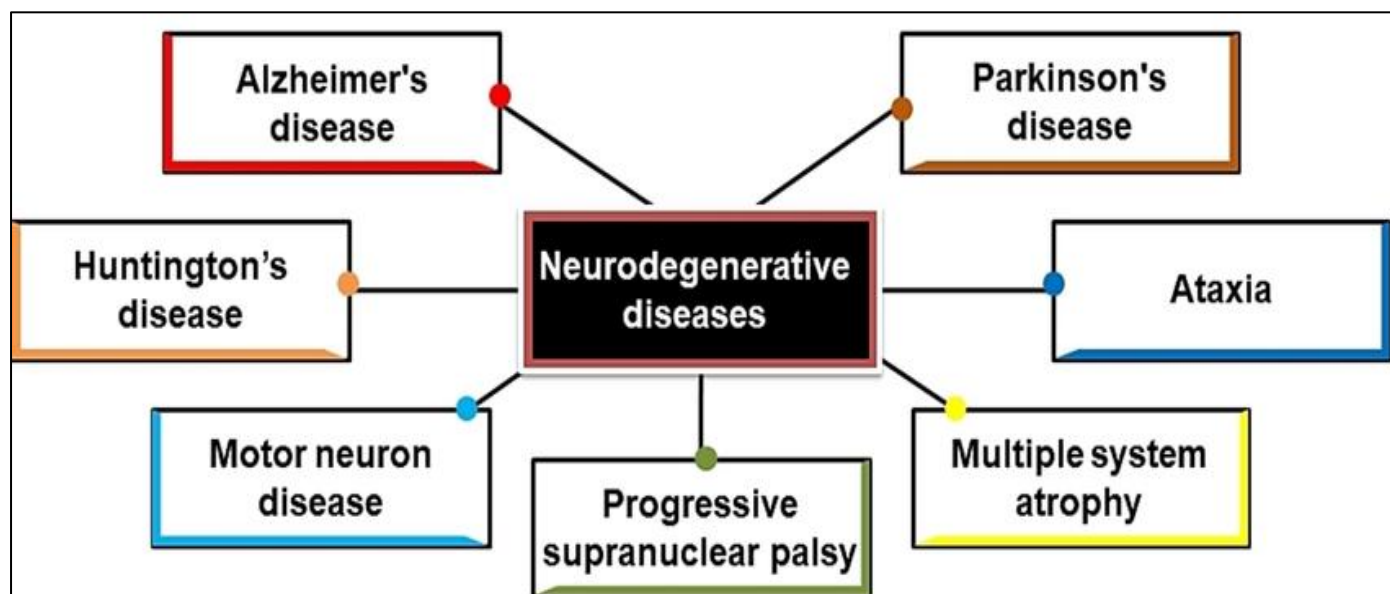 Alzheimer's
disease
Parkinson's
disease
Huntington’s
disease
Neurodegenerative
diseases
Ataxia
Motor neuron
disease
Progressive
supranuclear palsy
Multiple system
atrophy